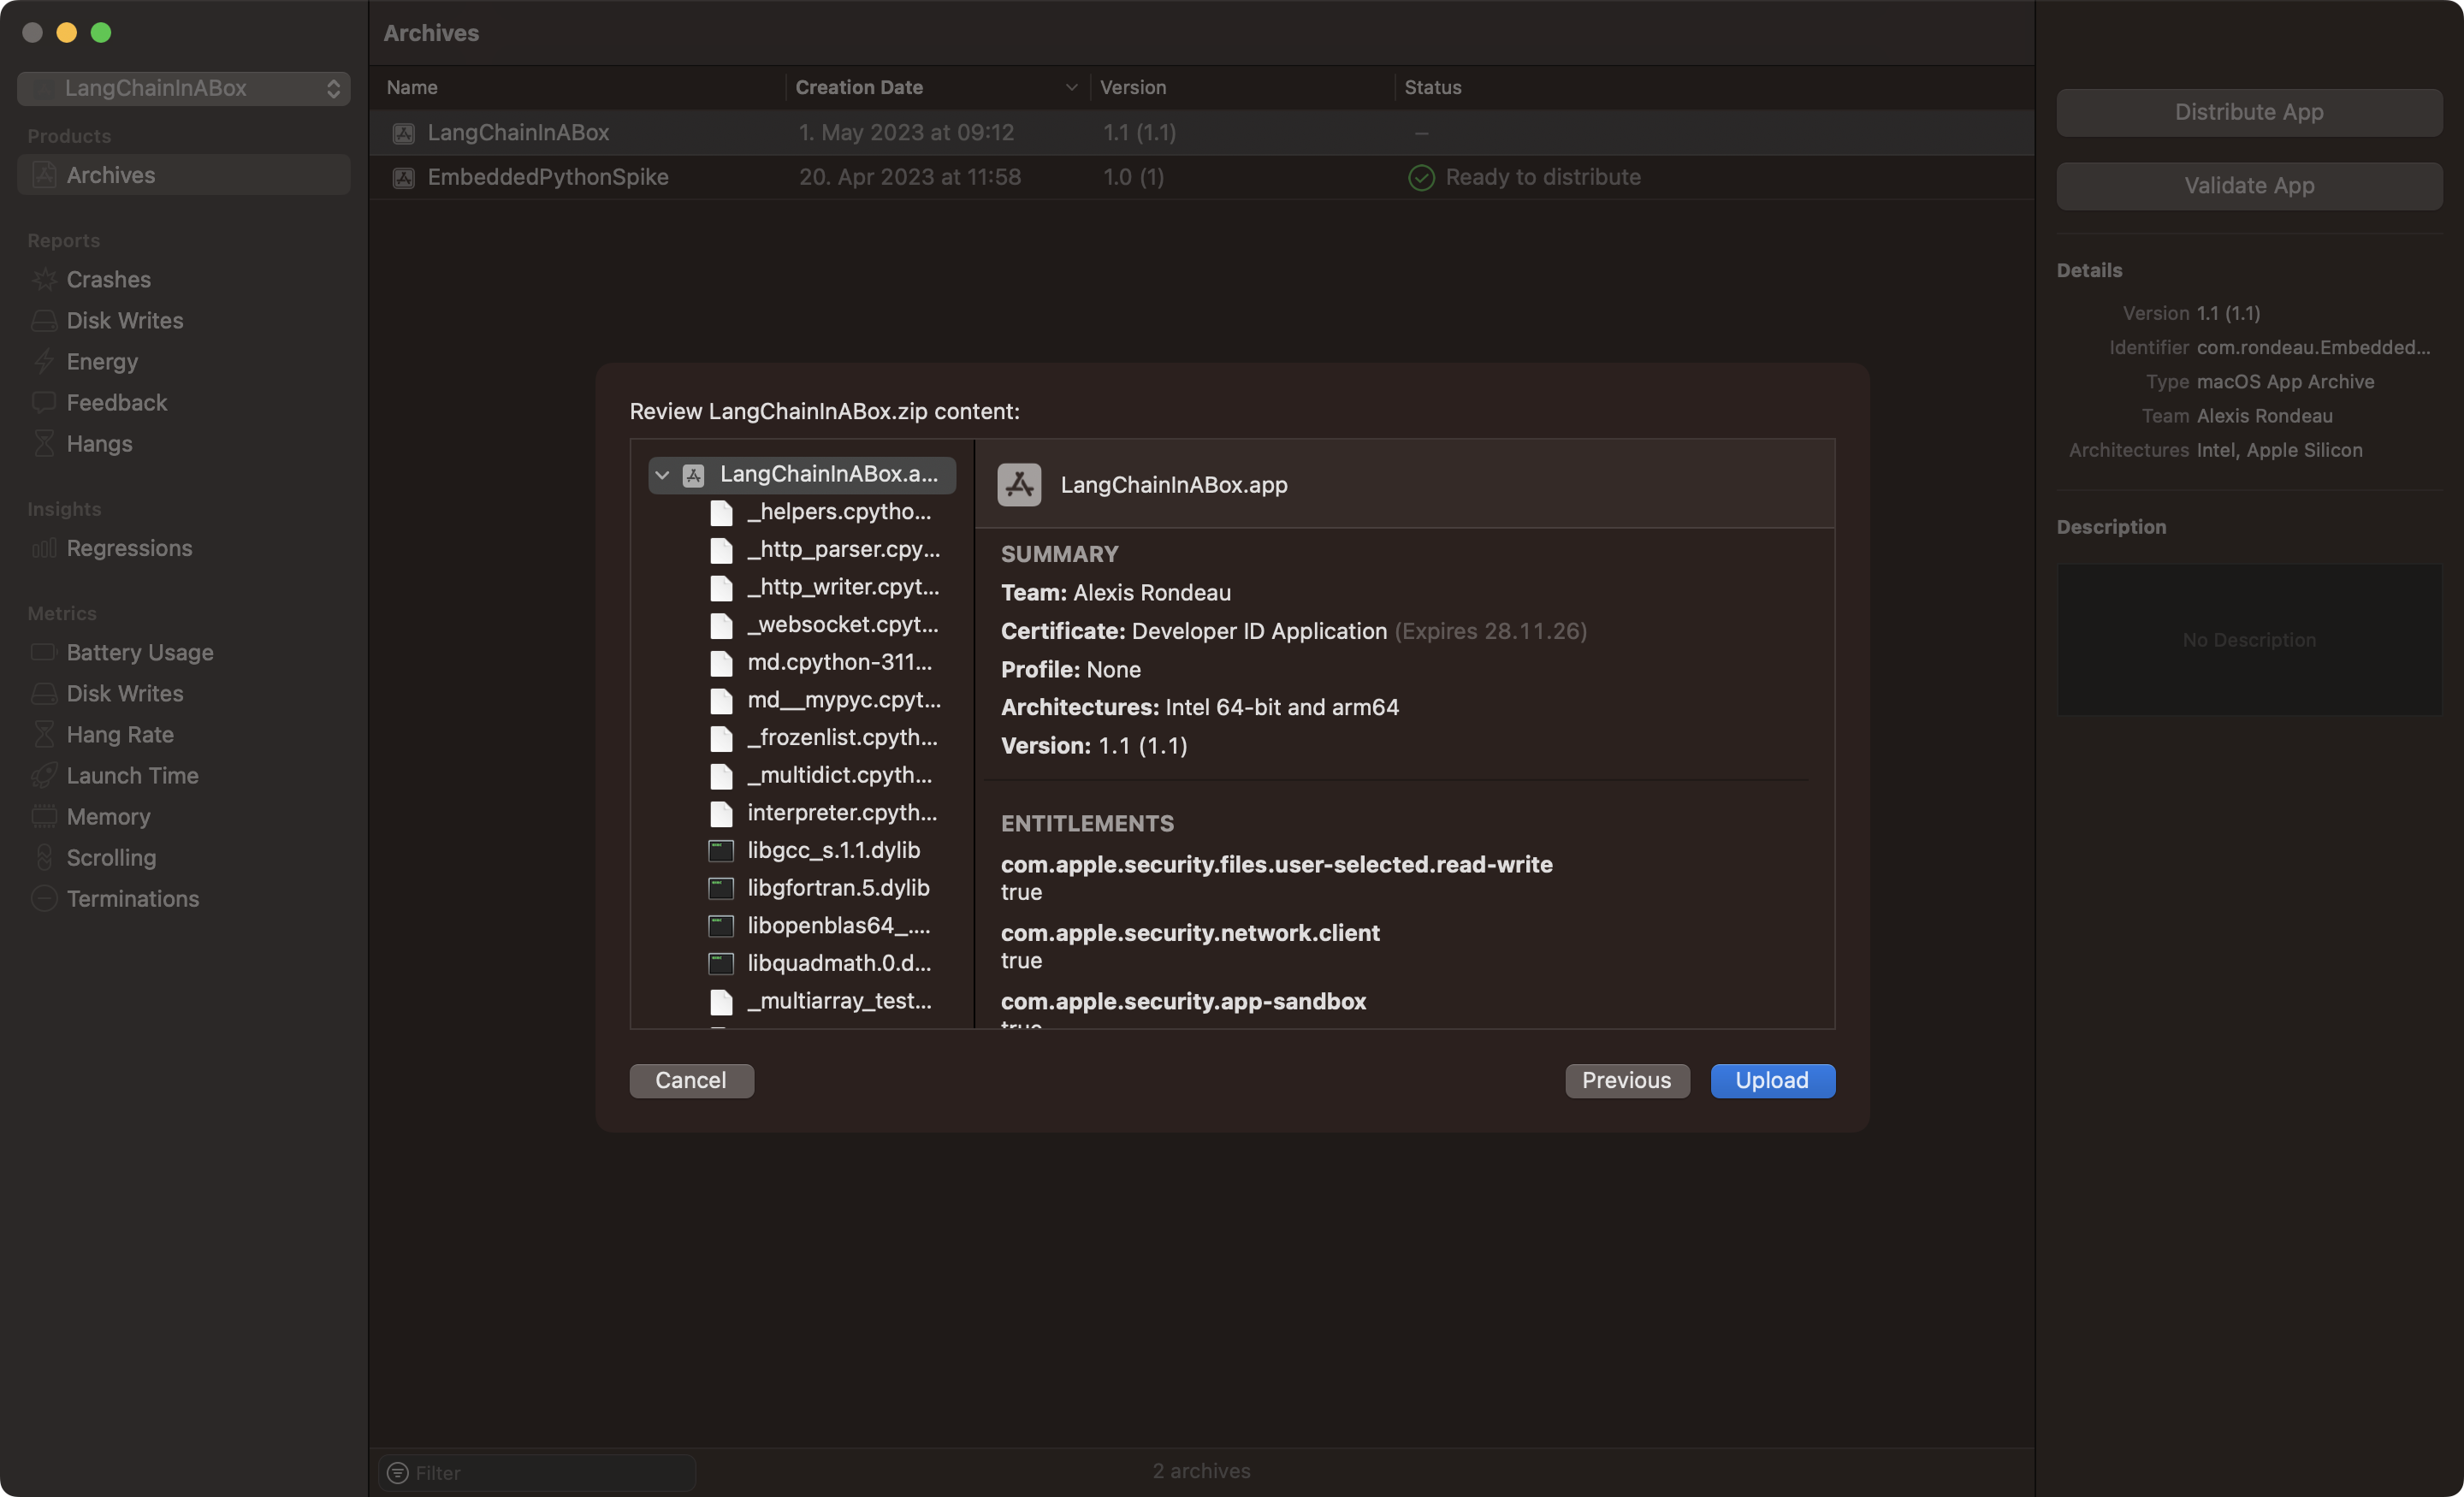 LangChainInABox
Products
Archives
Reports
Crashes
Disk Writes
Energy
Feedback
Hangs
Insights
Regressions
Metrics
Battery Usage
Disk Writes
Hang Rate
Launch Time
Memory
Scrolling
Terminations
Archives
Name Creation Date Version Status
LangChainInABox 1. May 2023 at 09:12 1.1 (1.1) –
EmbeddedPythonSpike 20. Apr 2023 at 11:58 1.0 (1) Ready to distribute
Review LangChainInABox.zip content:
LangChainInABox.a...
_helpers.cpytho...
_http_parser.cpy...
_http_writer.cpyt...
_websocket.cpyt...
md.cpython-311...
md__mypyc.cpyt...
_frozenlist.cpyth...
_multidict.cpyth...
interpreter.cpyth...
libgcc_s.1.1.dylib
libgfortran.5.dylib
libopenblas64_....
libquadmath.0.d...
_multiarray_test...
LangChainInABox.app
SUMMARY
Team: Alexis Rondeau
Certificate: Developer ID Application (Expires 28.11.26)
Profile: None
Architectures: Intel 64-bit and arm64
Version: 1.1 (1.1)
ENTITLEMENTS
com.apple.security.files.user-selected.read-write
true
com.apple.security.network.client
true
com.apple.security.app-sandbox
true
Cancel Previous Upload
Filter 2 archives
Distribute App
Validate App
Details
Version 1.1 (1.1)
Identifier com.rondeau.Embedded...
Type macOS App Archive
Team Alexis Rondeau
Architectures Intel, Apple Silicon
Description
No Description